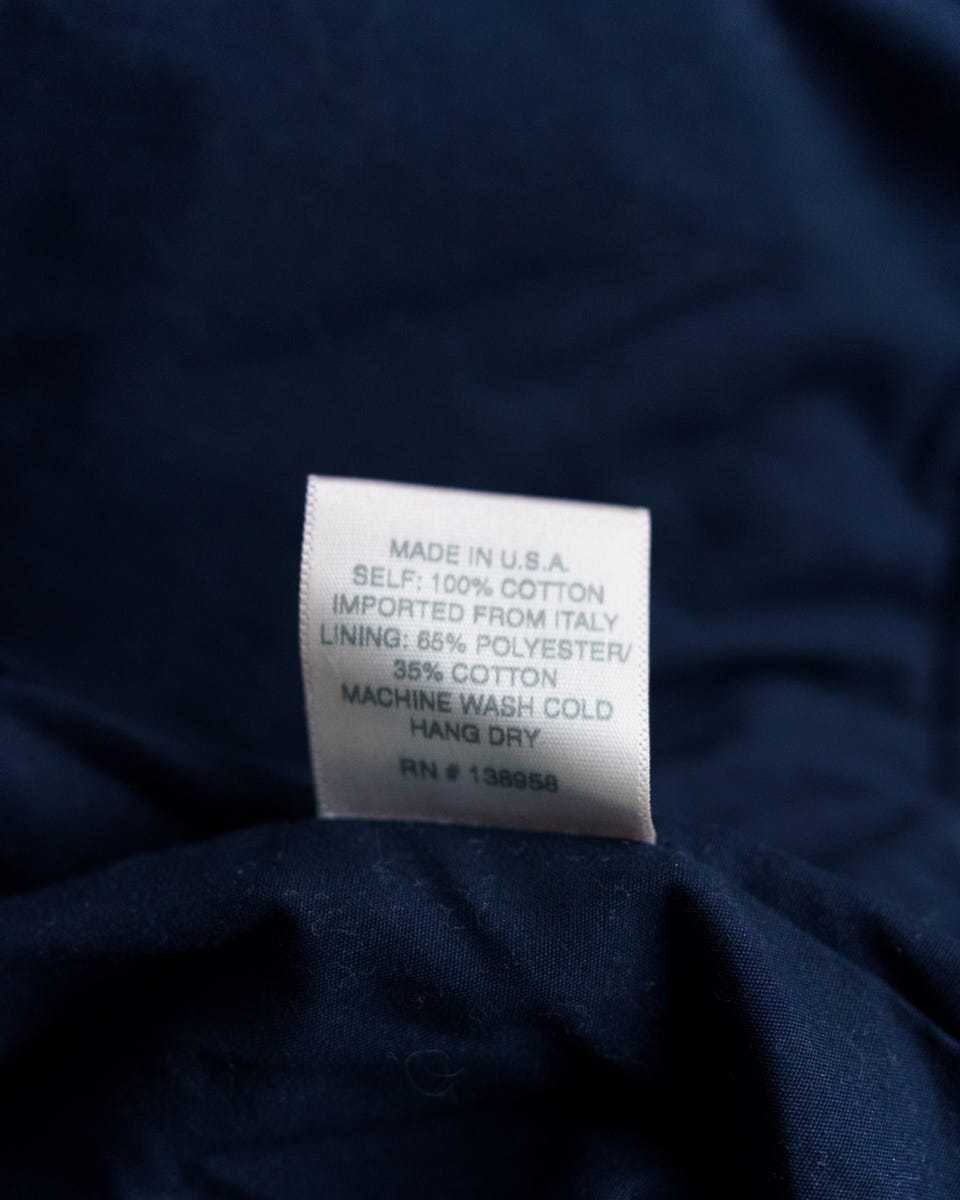 MADE IN U.S.A.
SELF: 100% COTTON
IMPORTED FROM ITALY
LINING: 65% POLYESTER/
35% COTTON
MACHINE WASH COLD
HANG DRY
RN # 138958